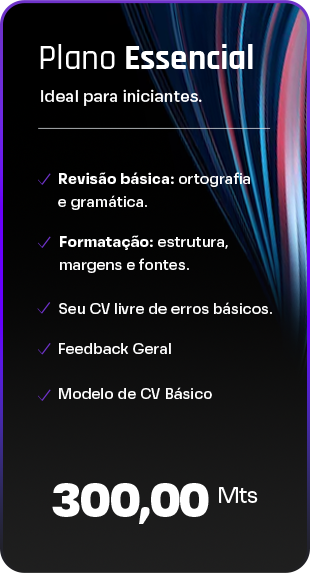 Plano Essencial
Ideal para iniciantes.
Revisão básica: ortografia
e gramática.
Formatação: estrutura,
margens e fontes.
Seu CV livre de erros básicos.
Feedback Geral
Modelo de CV Básico
300,00 Mts